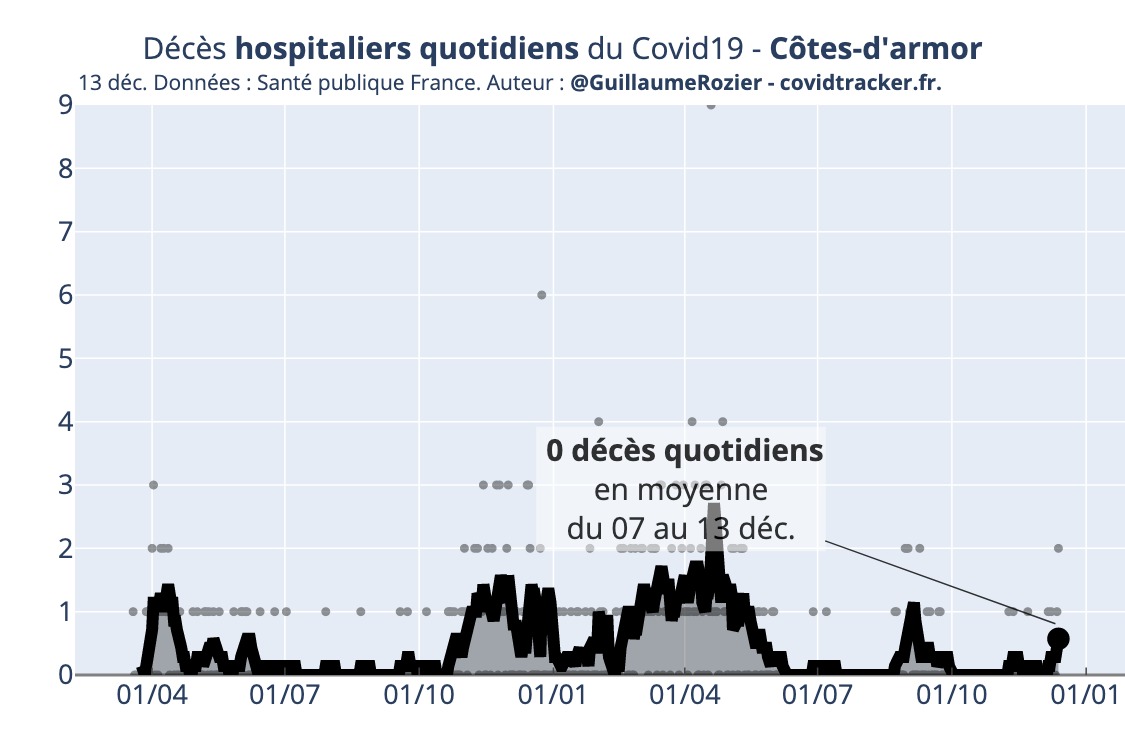 Décès hospitaliers quotidiens du Covid19 - Côtes-d'armor
13 déc. Données : Santé publique France. Auteur : @GuillaumeRozier - covidtracker.fr.
9
8
7
6
5
4
0 décès quotidiens
3
en moyenne
du 07 au 13 déc.
2
1
0
01/04 01/07 01/10 01/01 01/04 01/07 01/10 01/01